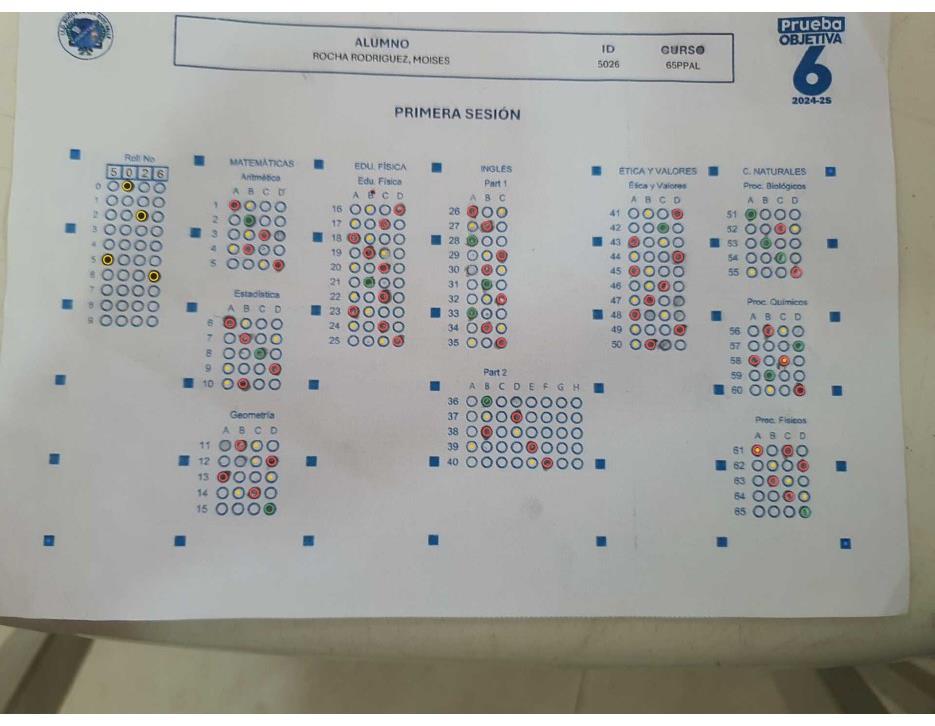 Prueba
OBJETIVA
6
2024-25
ALUMNO
ROCHA RODRIGUEZ, MOISES
ID
5026
CURSO
65PPAL
PRIMERA SESIÓN
Roll No
5 0 2 6
0
1
2
3
4
5
6
7
8
9
MATEMÁTICAS
Aritmética
A B C D
1
2
3
4
5
Estadística
A B C D
6
7
8
9
10
Geometría
A B C D
11
12
13
14
15
EDU. FÍSICA
Edu. Física
A B C D
16
17
18
19
20
21
22
23
24
25
INGLÉS
Part 1
A B C
26
27
28
29
30
31
32
33
34
35
Part 2
A B C D E F G H
36
37
38
39
40
ÉTICA Y VALORES
Ética y Valores
A B C D
41
42
43
44
45
46
47
48
49
50
C. NATURALES
Proc. Biológicos
A B C D
51
52
53
54
55
Proc. Químicos
A B C D
56
57
58
59
60
Proc. Físicos
A B C D
61
62
63
64
65